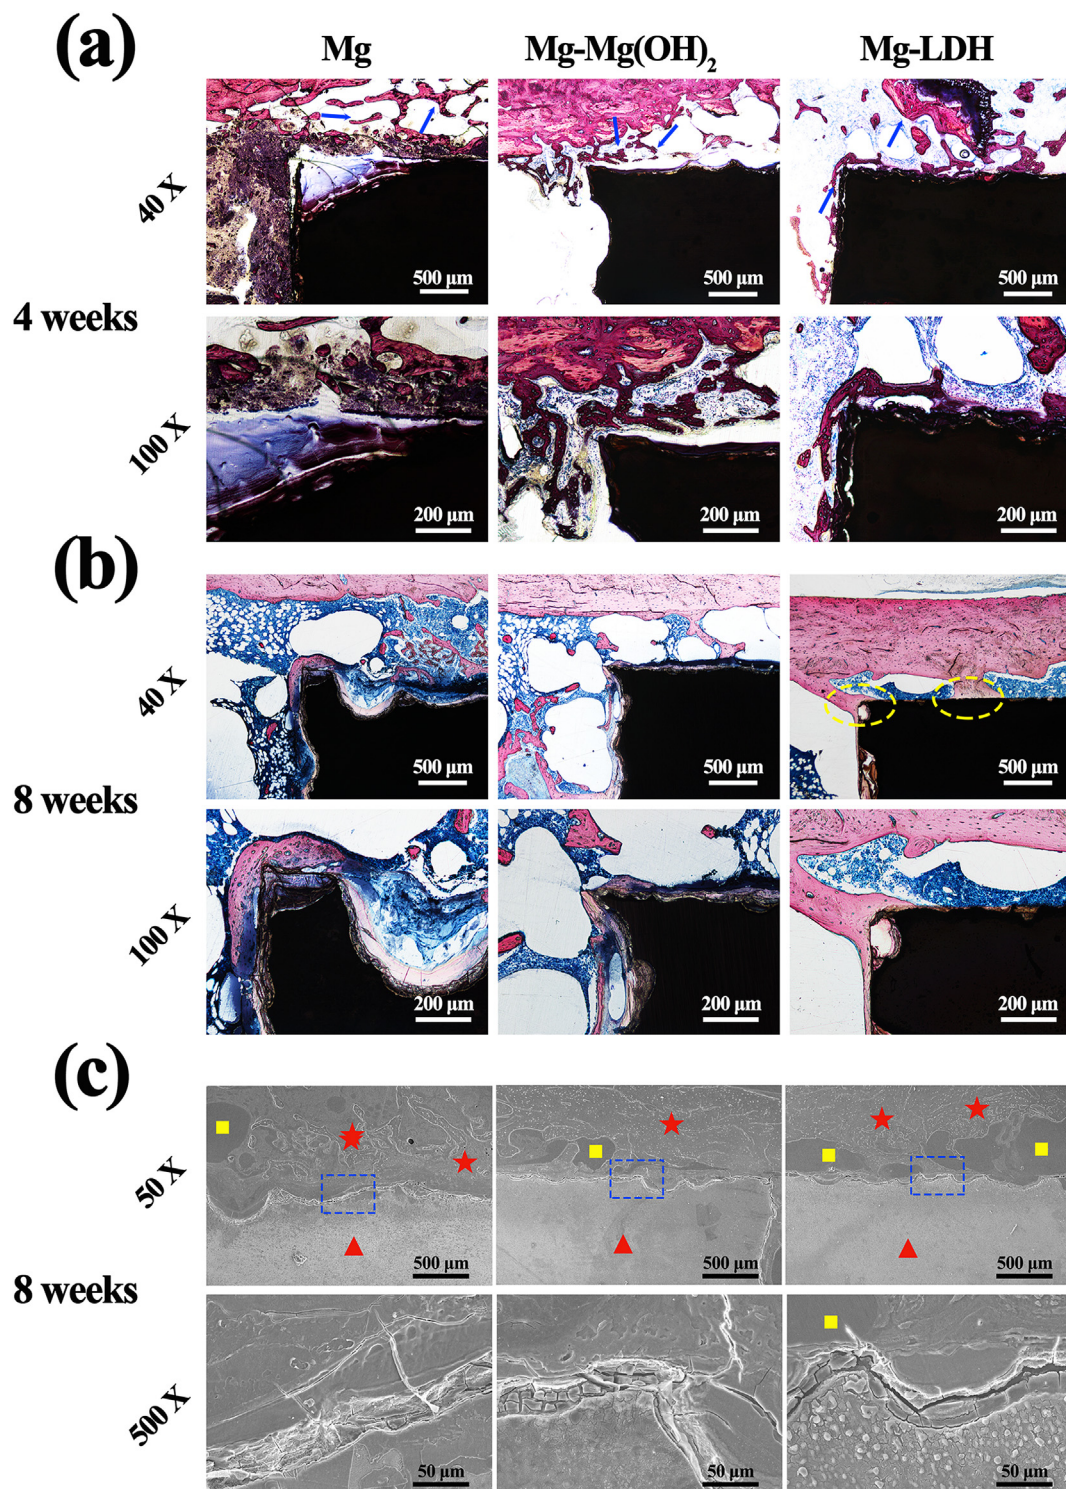 (a)
Mg Mg-Mg(OH)₂ Mg-LDH
40 X
500 µm 500 µm 500 µm
4 weeks
100 X
200 µm 200 µm 200 µm
(b)
40 X
500 µm 500 µm 500 µm
8 weeks
100 X
200 µm 200 µm 200 µm
(c)
50 X
500 µm 500 µm 500 µm
8 weeks
500 X
50 µm 50 µm 50 µm